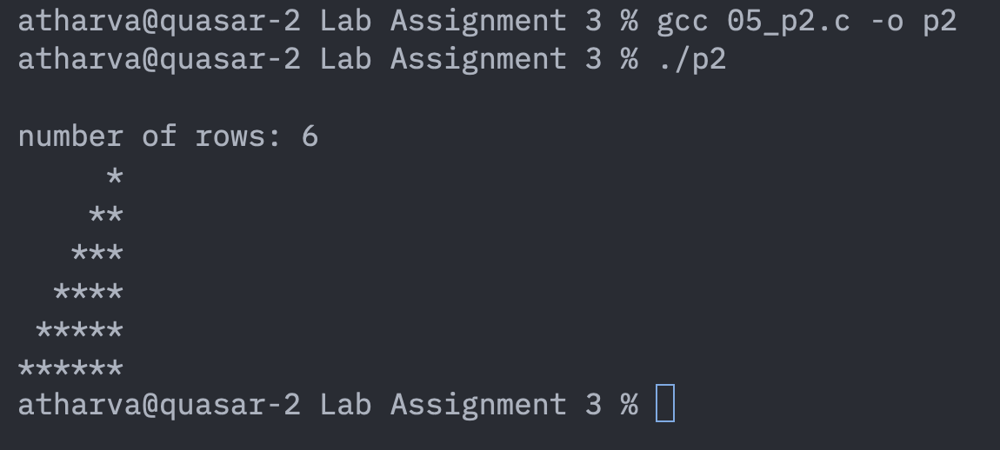 atharva@quasar-2 Lab Assignment 3 % gcc 05_p2.c -o p2
atharva@quasar-2 Lab Assignment 3 % ./p2

number of rows: 6
     *
    **
   ***
  ****
 *****
******
atharva@quasar-2 Lab Assignment 3 %